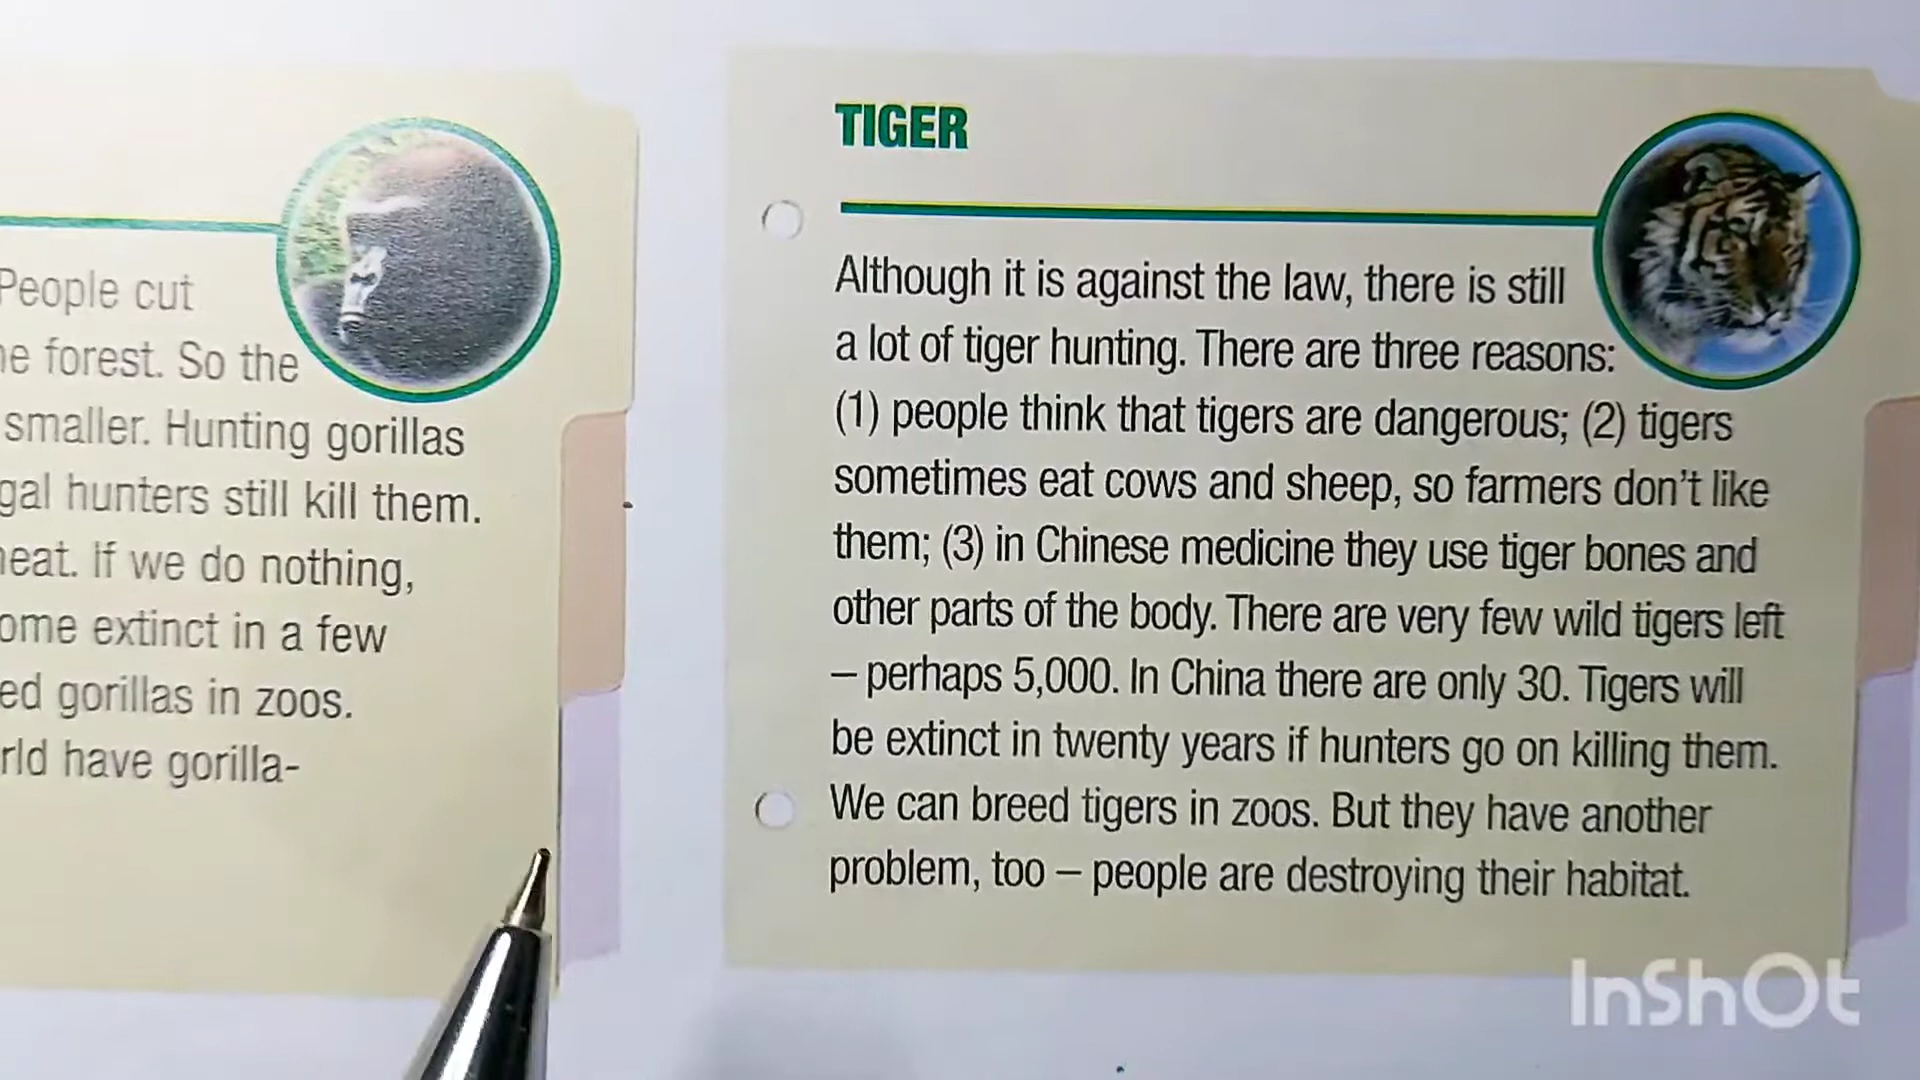 People cut
forest. So the
smaller. Hunting gorillas
hunters still kill them.
If we do nothing,
extinct in a few
gorillas in zoos.
have gorilla-
TIGER
Although it is against the law, there is still
a lot of tiger hunting. There are three reasons:
(1) people think that tigers are dangerous; (2) tigers
sometimes eat cows and sheep, so farmers don't like
them; (3) in Chinese medicine they use tiger bones and
other parts of the body. There are very few wild tigers left
– perhaps 5,000. In China there are only 30. Tigers will
be extinct in twenty years if hunters go on killing them.
We can breed tigers in zoos. But they have another
problem, too – people are destroying their habitat.
InShOt